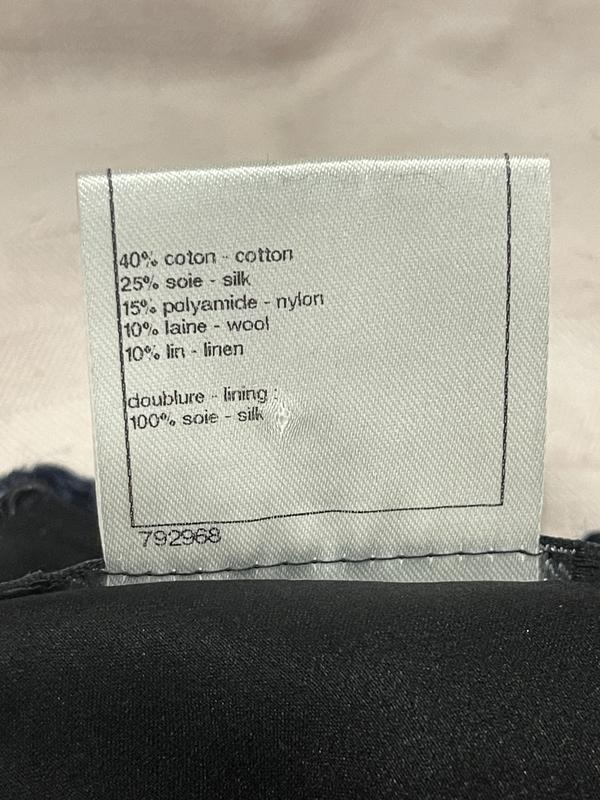 40% coton - cotton
25% soie - silk
15% polyamide - nylon
10% laine - wool
10% lin - linen
doublure - lining :
100% soie - silk
792968